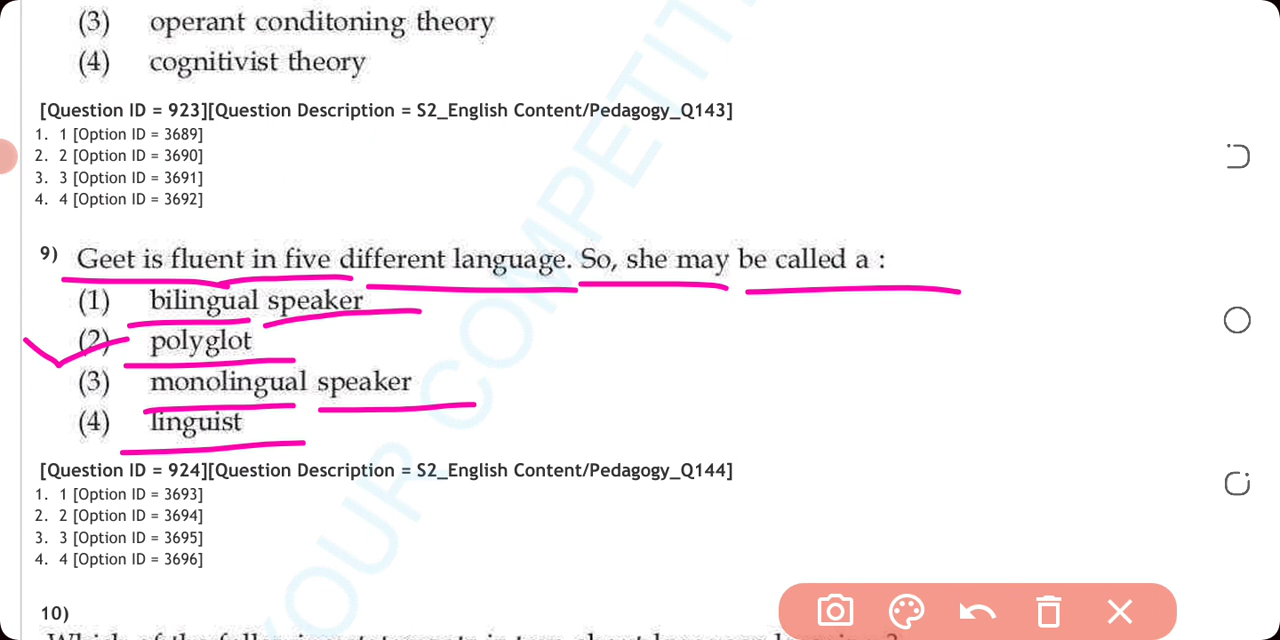 (3) operant conditoning theory
(4) cognitivist theory
[Question ID = 923][Question Description = S2_English Content/Pedagogy_Q143]
1. 1 [Option ID = 3689]
2. 2 [Option ID = 3690]
3. 3 [Option ID = 3691]
4. 4 [Option ID = 3692]
9) Geet is fluent in five different language. So, she may be called a :
(1) bilingual speaker
(2) polyglot
(3) monolingual speaker
(4) linguist
[Question ID = 924][Question Description = S2_English Content/Pedagogy_Q144]
1. 1 [Option ID = 3693]
2. 2 [Option ID = 3694]
3. 3 [Option ID = 3695]
4. 4 [Option ID = 3696]
10)
YOUR COMPETIT